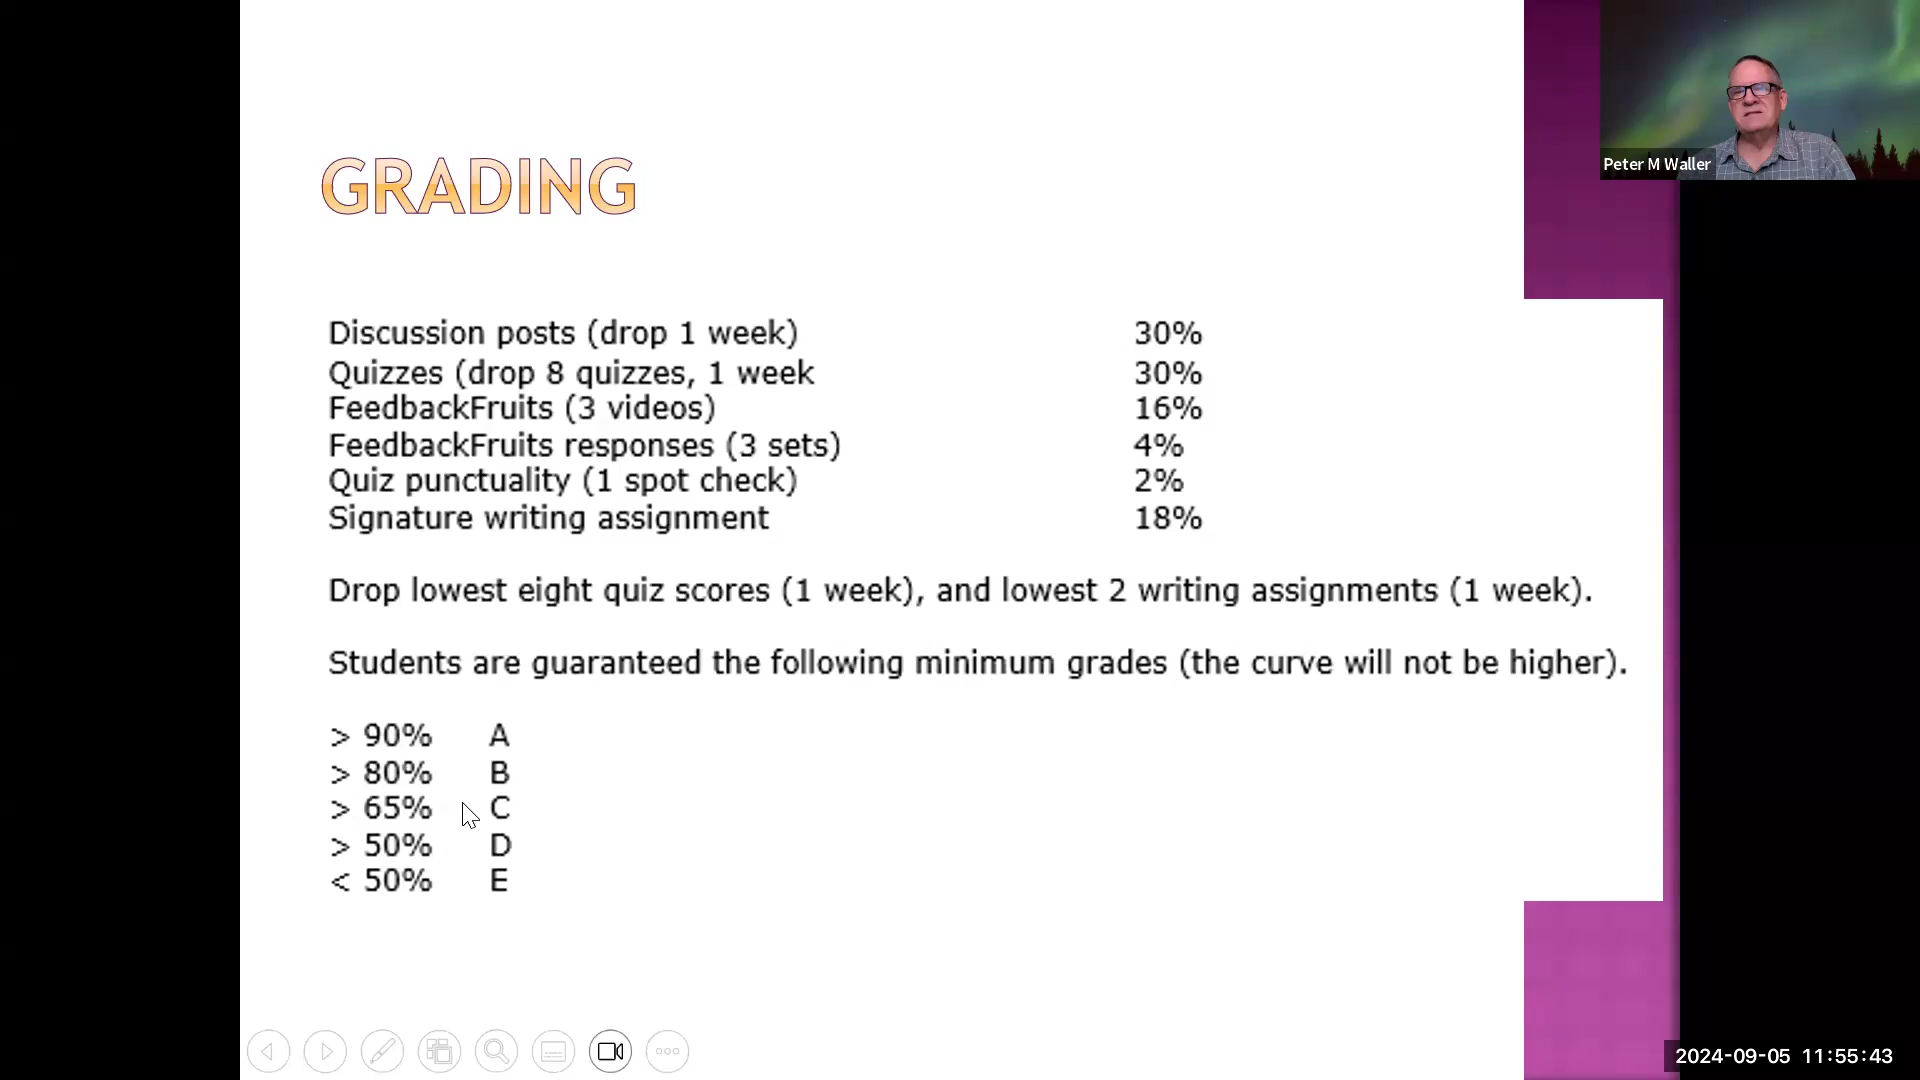 GRADING
Peter M Waller
Discussion posts (drop 1 week) 30%
Quizzes (drop 8 quizzes, 1 week 30%
FeedbackFruits (3 videos) 16%
FeedbackFruits responses (3 sets) 4%
Quiz punctuality (1 spot check) 2%
Signature writing assignment 18%
Drop lowest eight quiz scores (1 week), and lowest 2 writing assignments (1 week).
Students are guaranteed the following minimum grades (the curve will not be higher).
> 90% A
> 80% B
> 65% C
> 50% D
< 50% E
2024-09-05 11:55:43